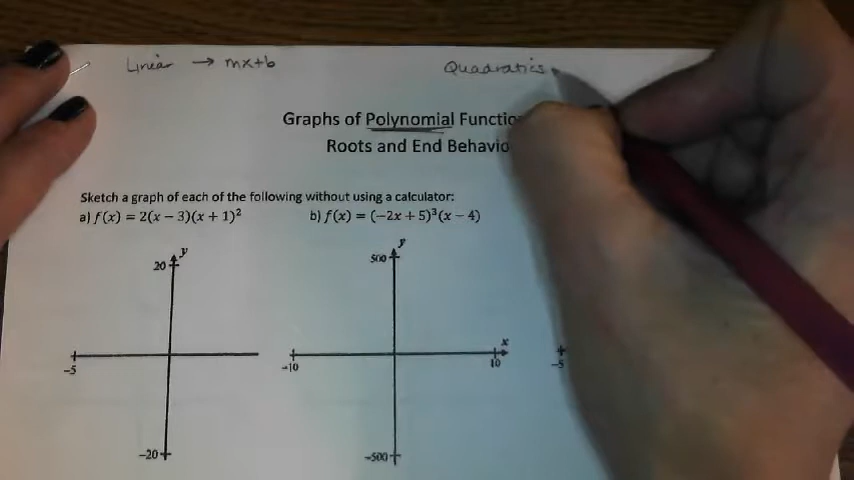 Linear → mx+b
Quadratics
Graphs of Polynomial
Roots and End
Sketch a graph of each of the following without using a calculator:
a) f(x) = 2(x − 3)(x + 1)² b) f(x) = (−2x + 5)³(x − 4)
y y
20 500
x
−5 −10 10 −5
−20 −500